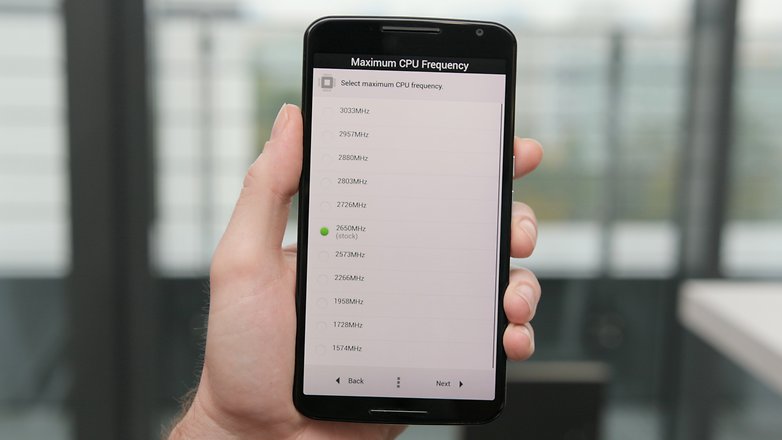 Maximum CPU Frequency
Select maximum CPU frequency.
3033MHz
2957MHz
2880MHz
2803MHz
2726MHz
2650MHz
(stock)
2573MHz
2266MHz
1958MHz
1728MHz
1574MHz
Back Next